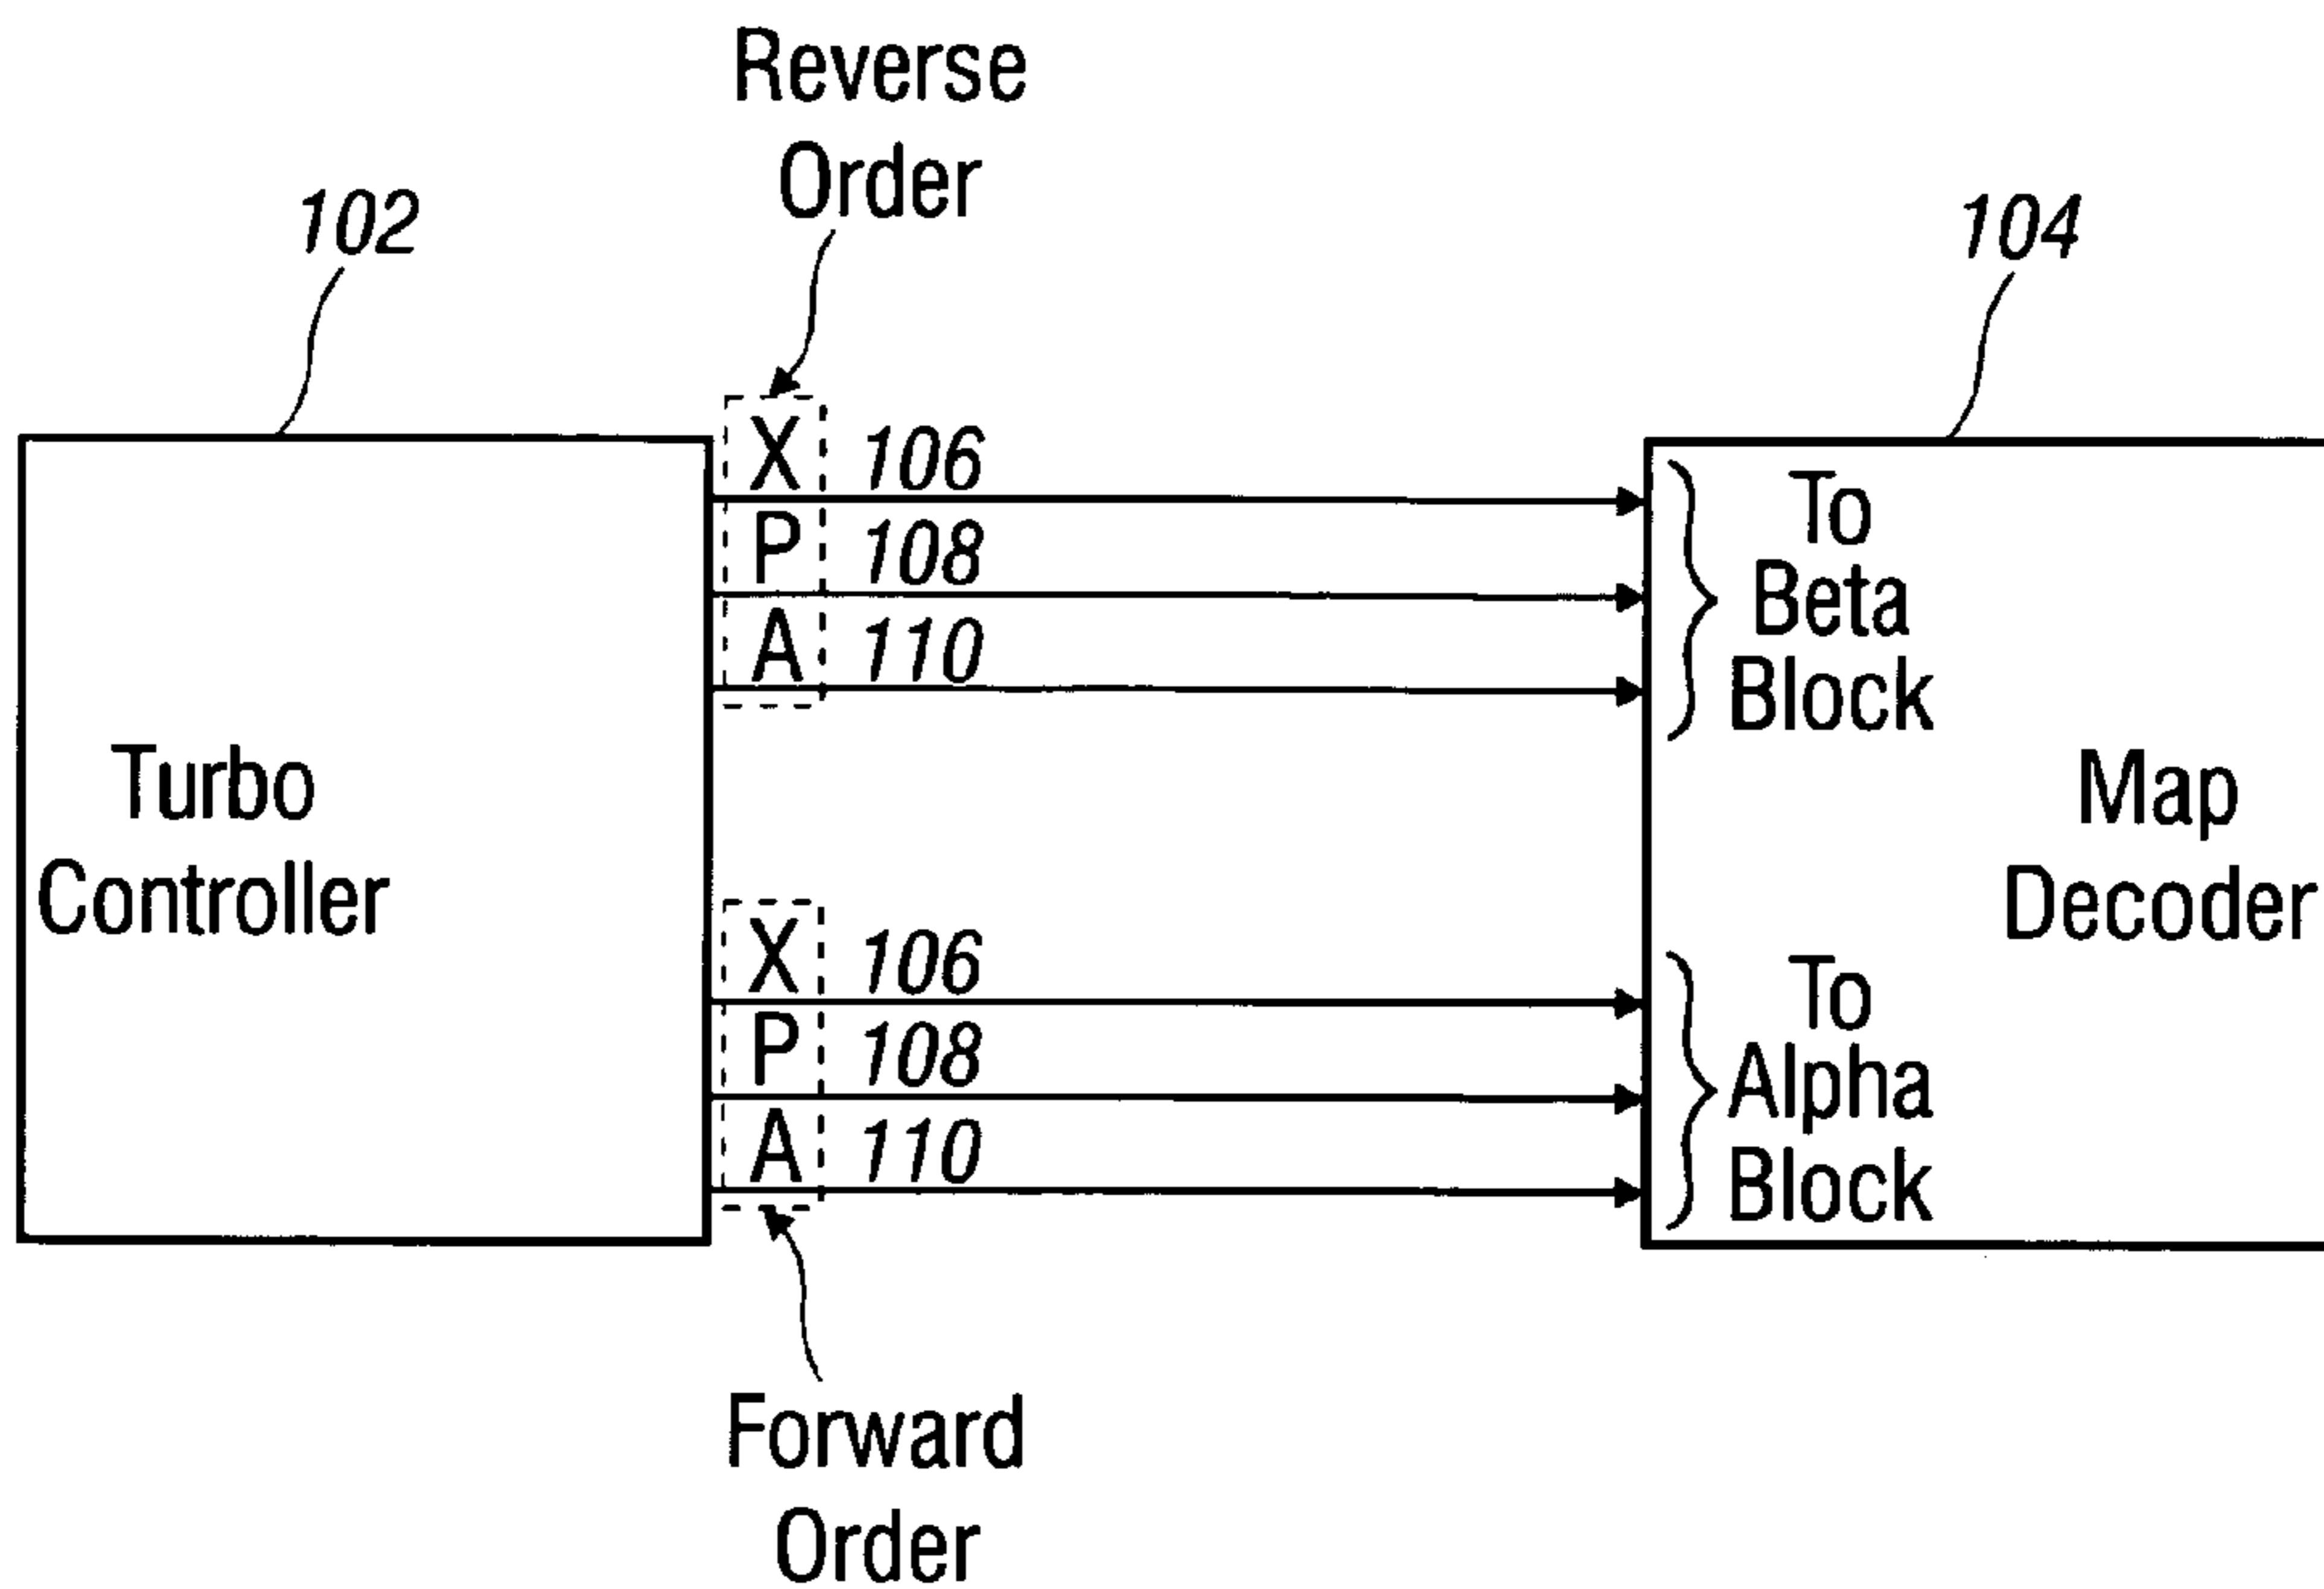 Reverse
Order
102
104
X 106
P 108
A 110
To
Beta
Block
Turbo
Controller
Map
Decoder
X 106
P 108
A 110
To
Alpha
Block
Forward
Order